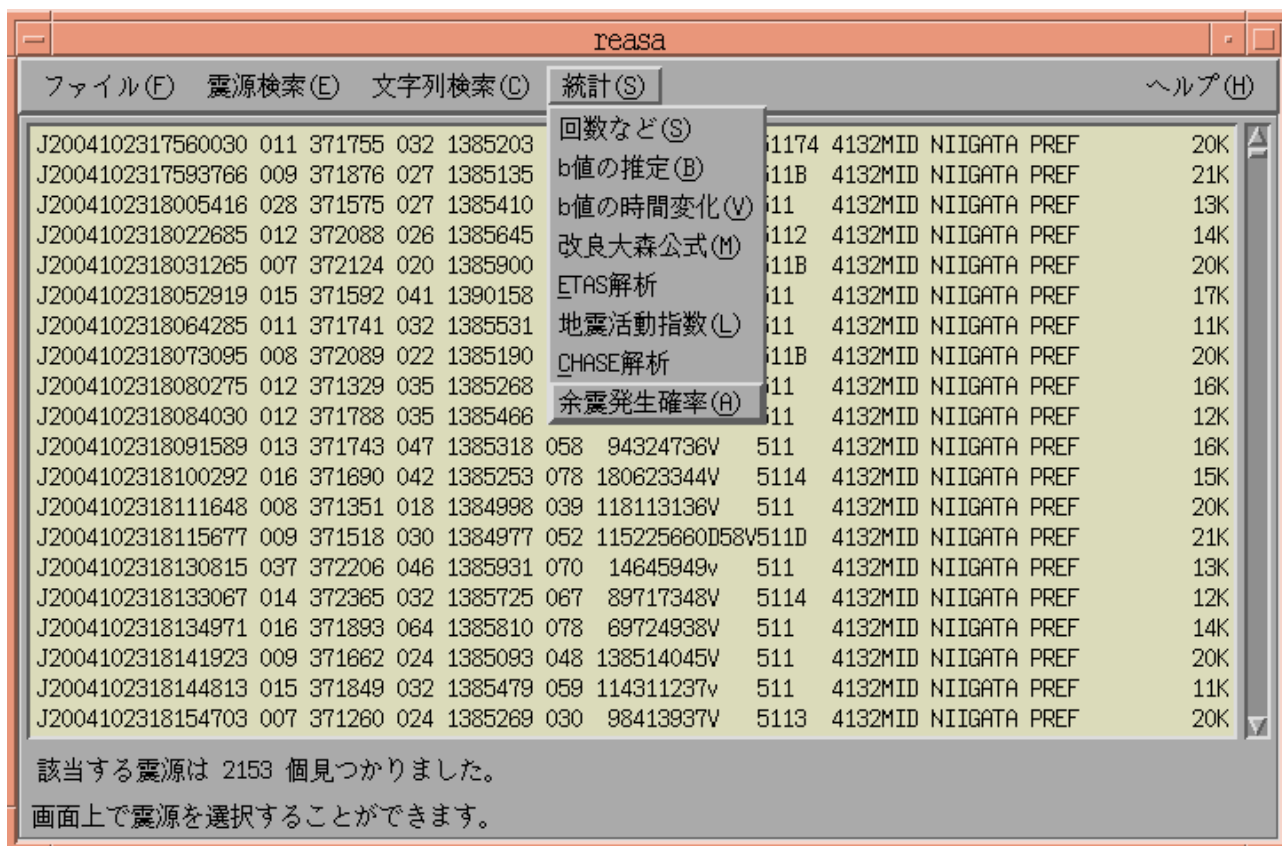 reasa
ファイル(F) 震源検索(E) 文字列検索(C) 統計(S) ヘルプ(H)
回数など(S)
b値の推定(B)
b値の時間変化(V)
改良大森公式(M)
ETAS解析
地震活動指数(L)
CHASE解析
余震発生確率(A)
J2004102317560030 011 371755 032 1385203 51174 4132MID NIIGATA PREF 20K
J2004102317593766 009 371876 027 1385135 511B 4132MID NIIGATA PREF 21K
J2004102318005416 028 371575 027 1385410 511 4132MID NIIGATA PREF 13K
J2004102318022685 012 372088 026 1385645 5112 4132MID NIIGATA PREF 14K
J2004102318031265 007 372124 020 1385900 511B 4132MID NIIGATA PREF 20K
J2004102318052919 015 371592 041 1390158 511 4132MID NIIGATA PREF 17K
J2004102318064285 011 371741 032 1385531 511 4132MID NIIGATA PREF 11K
J2004102318073095 008 372089 022 1385190 511B 4132MID NIIGATA PREF 20K
J2004102318080275 012 371329 035 1385268 511 4132MID NIIGATA PREF 16K
J2004102318084030 012 371788 035 1385466 511 4132MID NIIGATA PREF 12K
J2004102318091589 013 371743 047 1385318 058 94324736V 511 4132MID NIIGATA PREF 16K
J2004102318100292 016 371690 042 1385253 078 180623344V 5114 4132MID NIIGATA PREF 15K
J2004102318111648 008 371351 018 1384998 039 118113136V 511 4132MID NIIGATA PREF 20K
J2004102318115677 009 371518 030 1384977 052 115225660D58V511D 4132MID NIIGATA PREF 21K
J2004102318130815 037 372206 046 1385931 070 14645949v 511 4132MID NIIGATA PREF 13K
J2004102318133067 014 372365 032 1385725 067 89717348V 5114 4132MID NIIGATA PREF 12K
J2004102318134971 016 371893 064 1385810 078 69724938V 511 4132MID NIIGATA PREF 14K
J2004102318141923 009 371662 024 1385093 048 138514045V 511 4132MID NIIGATA PREF 20K
J2004102318144813 015 371849 032 1385479 059 114311237v 511 4132MID NIIGATA PREF 11K
J2004102318154703 007 371260 024 1385269 030 98413937V 5113 4132MID NIIGATA PREF 20K
該当する震源は 2153 個見つかりました。
画面上で震源を選択することができます。